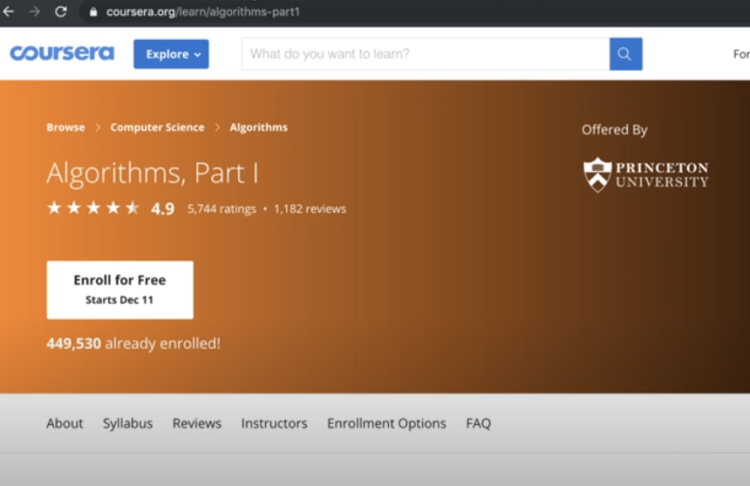 coursera.org/learn/algorithms-part1
coursera Explore What do you want to learn? For
Browse > Computer Science > Algorithms
Offered By
Algorithms, Part I
PRINCETON
UNIVERSITY
4.9 5,744 ratings • 1,182 reviews
Enroll for Free
Starts Dec 11
449,530 already enrolled!
About Syllabus Reviews Instructors Enrollment Options FAQ